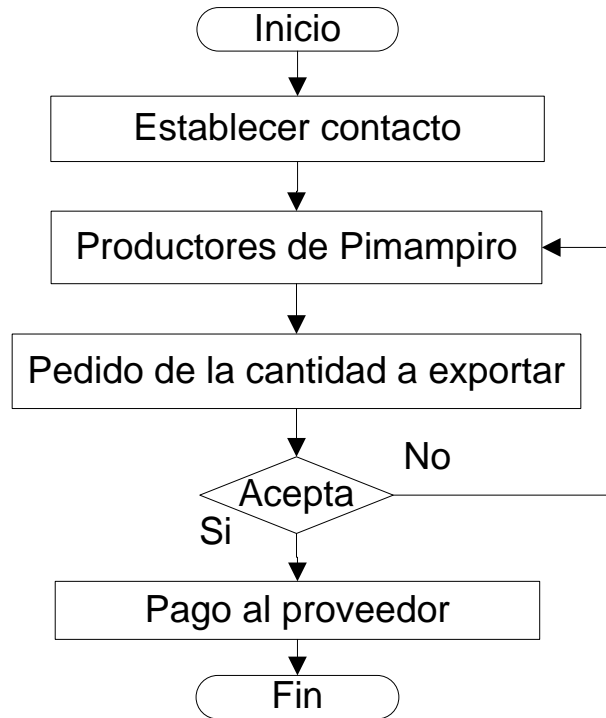 Inicio
Establecer contacto
Productores de Pimampiro
Pedido de la cantidad a exportar
No
Acepta
Si
Pago al proveedor
Fin